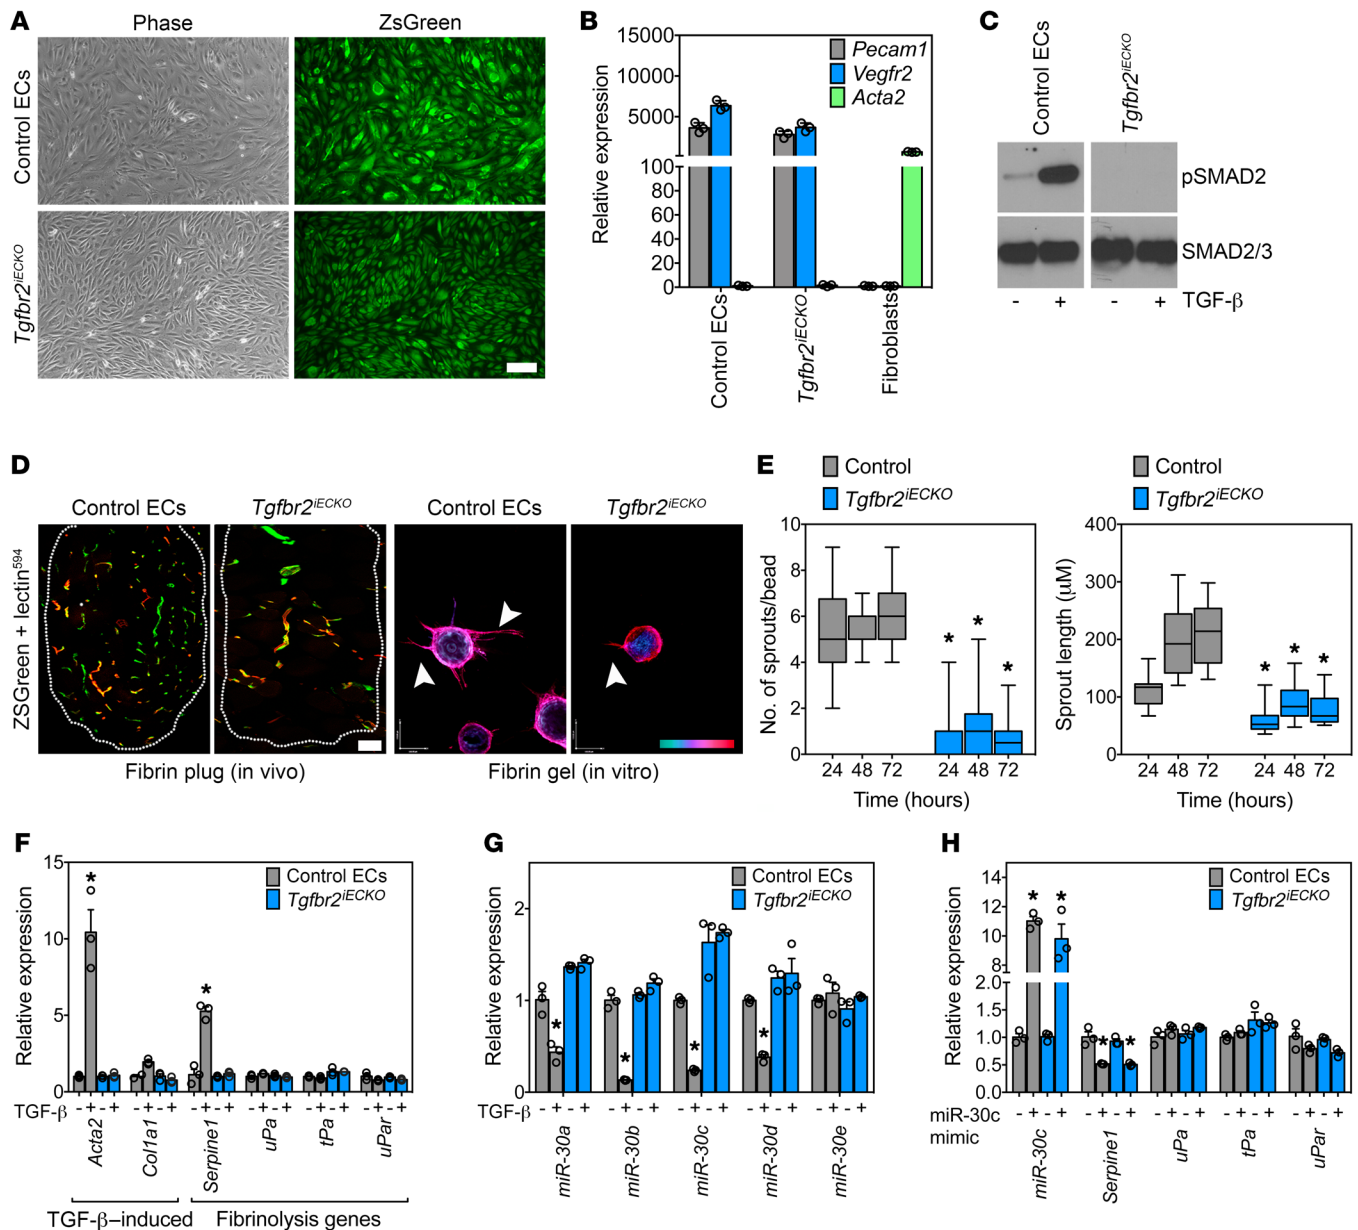 A
Phase
ZsGreen
Control ECs
Tgfbr2iECKO
B
15000
10000
5000
100
80
60
40
20
0
Relative expression
Pecam1
Vegfr2
Acta2
Control ECs
Tgfbr2iECKO
Fibroblasts
C
Control ECs
Tgfbr2iECKO
pSMAD2
SMAD2/3
- + - + TGF-β
D
Control ECs
Tgfbr2iECKO
Control ECs
Tgfbr2iECKO
ZSGreen + lectin594
Fibrin plug (in vivo)
Fibrin gel (in vitro)
E
Control
Tgfbr2iECKO
No. of sprouts/bead
10
8
6
4
2
0
* * *
24 48 72 24 48 72
Time (hours)
Control
Tgfbr2iECKO
Sprout length (µM)
400
300
200
100
0
* * *
24 48 72 24 48 72
Time (hours)
F
Relative expression
15
10
5
0
Control ECs
Tgfbr2iECKO
* *
TGF-β - + - + - + - + - + - + - + - + - + - + - + - +
Acta2
Col1a1
Serpine1
uPa
tPa
uPar
TGF-β–induced
Fibrinolysis genes
G
Relative expression
2
1
0
Control ECs
Tgfbr2iECKO
* * * *
TGF-β - + - + - + - + - + - + - + - + - + - +
miR-30a
miR-30b
miR-30c
miR-30d
miR-30e
H
Relative expression
14
12
10
8
2.0
1.5
1.0
0.5
0.0
Control ECs
Tgfbr2iECKO
* * * *
miR-30c mimic - + - + - + - + - + - + - + - + - + - +
miR-30c
Serpine1
uPa
tPa
uPar